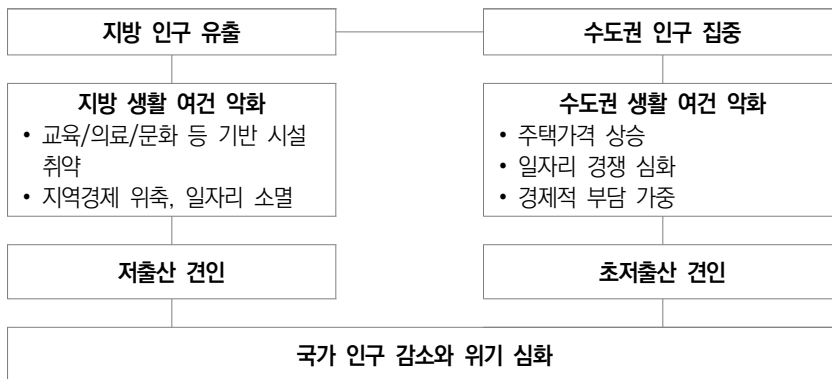 지방 인구 유출
수도권 인구 집중
지방 생활 여건 악화
• 교육/의료/문화 등 기반 시설
취약
• 지역경제 위축, 일자리 소멸
수도권 생활 여건 악화
• 주택가격 상승
• 일자리 경쟁 심화
• 경제적 부담 가중
저출산 견인
초저출산 견인
국가 인구 감소와 위기 심화